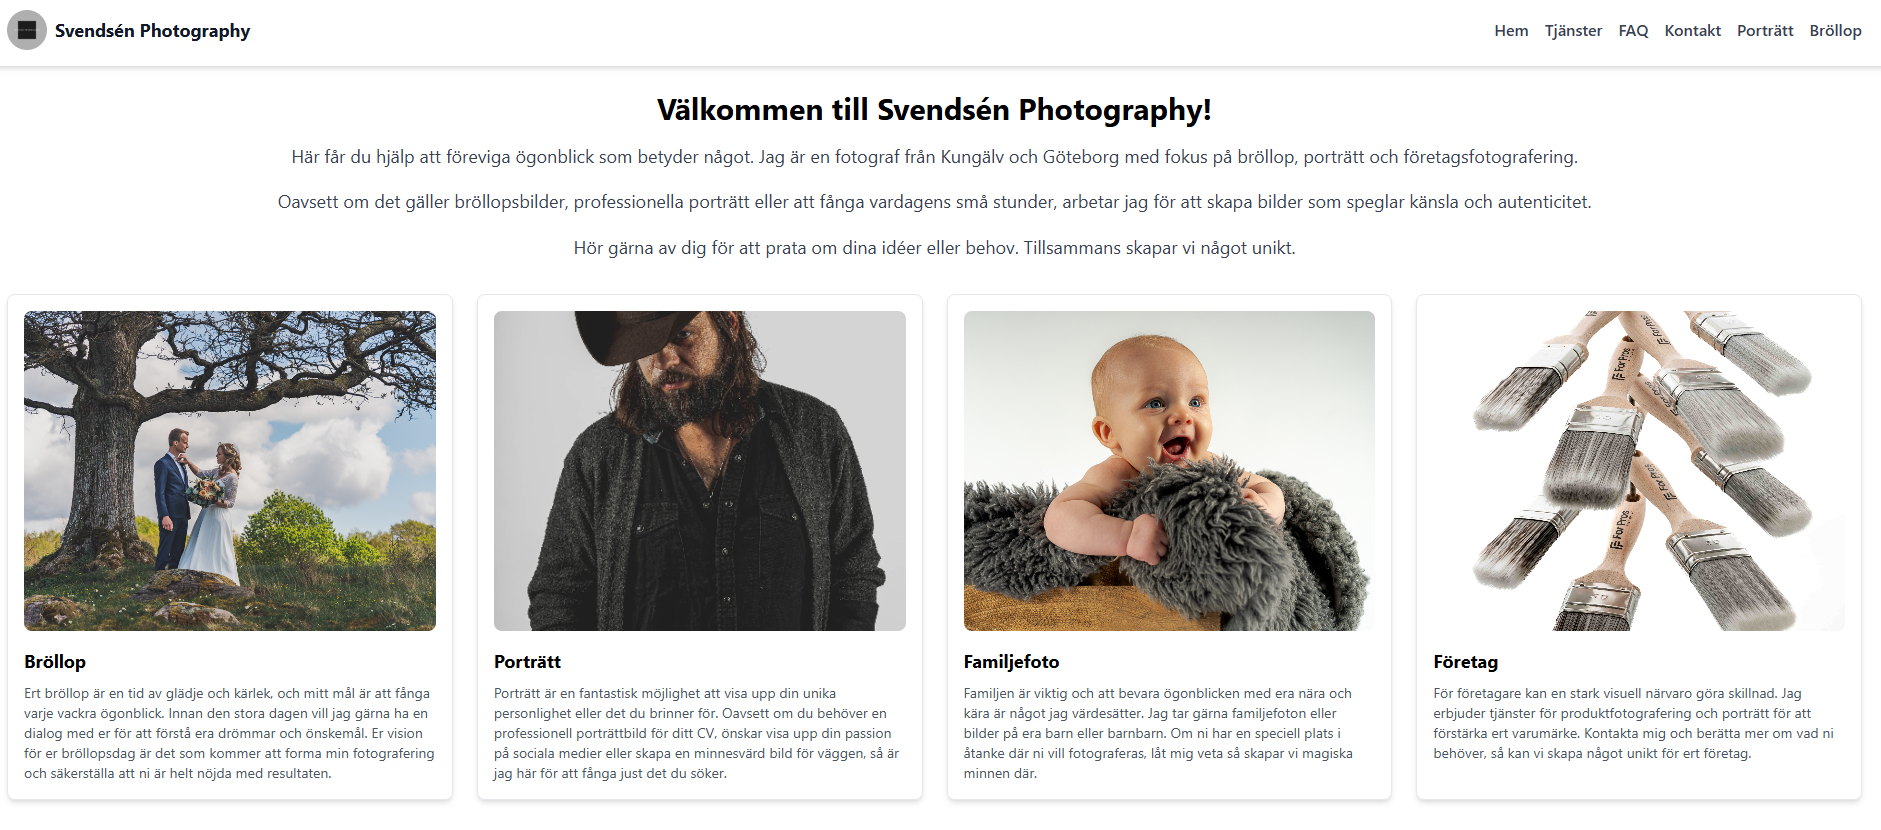 Svendsén Photography
Hem Tjänster FAQ Kontakt Porträtt Bröllop
Välkommen till Svendsén Photography!
Här får du hjälp att föreviga ögonblick som betyder något. Jag är en fotograf från Kungälv och Göteborg med fokus på bröllop, porträtt och företagsfotografering.
Oavsett om det gäller bröllopsbilder, professionella porträtt eller att fånga vardagens små stunder, arbetar jag för att skapa bilder som speglar känsla och autenticitet.
Hör gärna av dig för att prata om dina idéer eller behov. Tillsammans skapar vi något unikt.
Bröllop
Ert bröllop är en tid av glädje och kärlek, och mitt mål är att fånga
varje vackra ögonblick. Innan den stora dagen vill jag gärna ha en
dialog med er för att förstå era drömmar och önskemål. Er vision
för er bröllopsdag är det som kommer att forma min fotografering
och säkerställa att ni är helt nöjda med resultaten.
Porträtt
Porträtt är en fantastisk möjlighet att visa upp din unika
personlighet eller det du brinner för. Oavsett om du behöver en
professionell porträttbild för ditt CV, önskar visa upp din passion
på sociala medier eller skapa en minnesvärd bild för väggen, så är
jag här för att fånga just det du söker.
Familjefoto
Familjen är viktig och att bevara ögonblicken med era nära och
kära är något jag värdesätter. Jag tar gärna familjefoton eller
bilder på era barn eller barnbarn. Om ni har en speciell plats i
åtanke där ni vill fotograferas, låt mig veta så skapar vi magiska
minnen där.
For Pros
For Pros
For Pros
For Pros
Företag
För företagare kan en stark visuell närvaro göra skillnad. Jag
erbjuder tjänster för produktfotografering och porträtt för att
förstärka ert varumärke. Kontakta mig och berätta mer om vad ni
behöver, så kan vi skapa något unikt för ert företag.